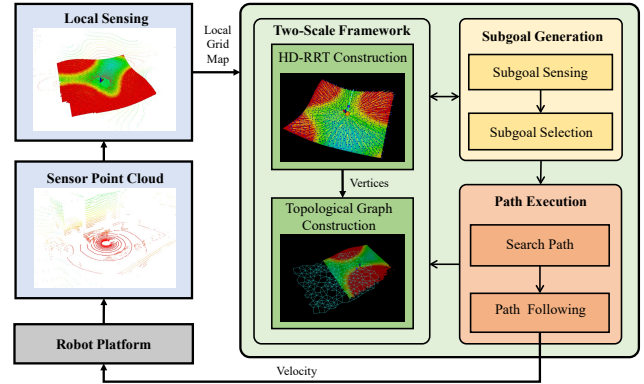 Local Sensing
Local
Grid
Map
Sensor Point Cloud
Robot Platform
Two-Scale Framework
HD-RRT Construction
Vertices
Topological Graph
Construction
Subgoal Generation
Subgoal Sensing
Subgoal Selection
Path Execution
Search Path
Path Following
Velocity